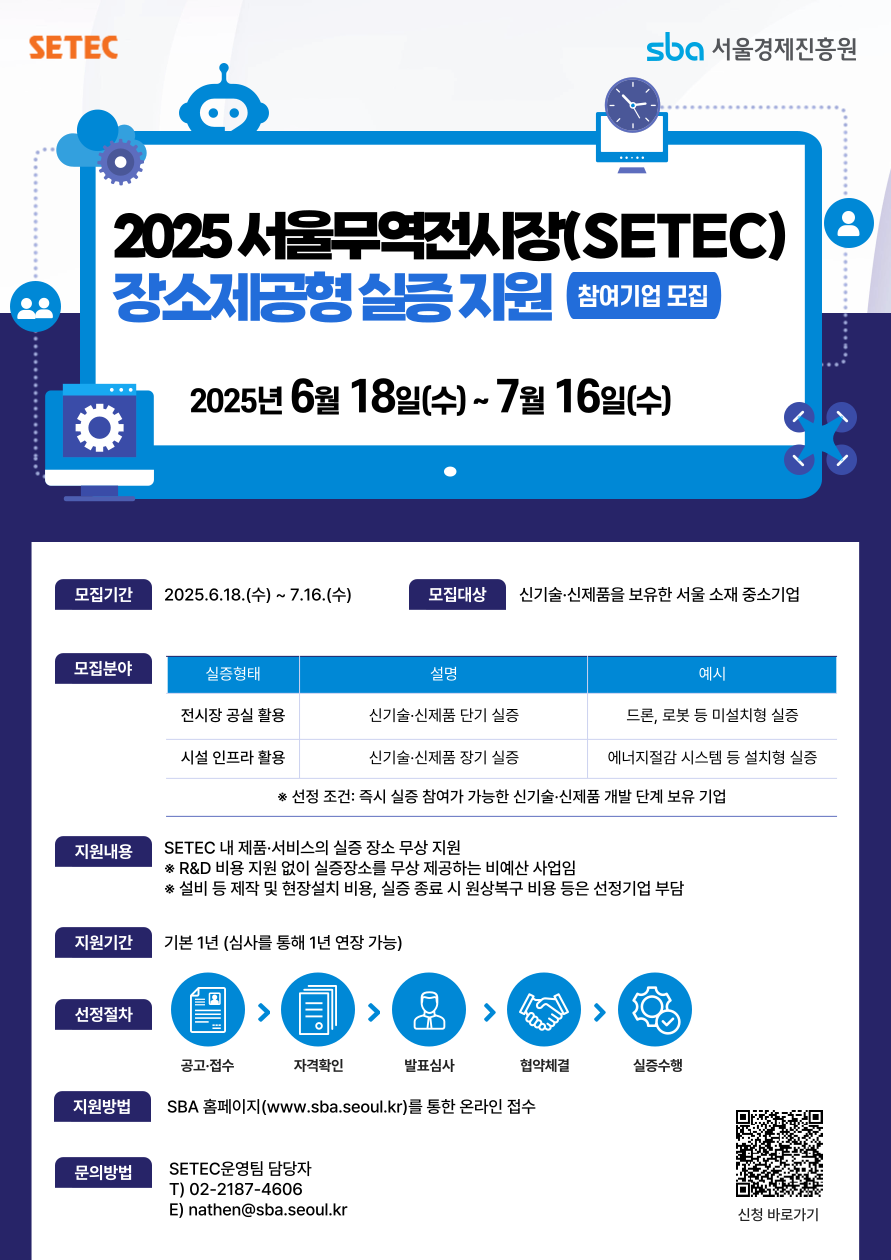 SETEC
sba 서울경제진흥원
2025 서울무역전시장(SETEC)
장소제공형 실증 지원 참여기업 모집
2025년 6월 18일(수) ~ 7월 16일(수)
모집기간 2025.6.18.(수) ~ 7.16.(수) 모집대상 신기술·신제품을 보유한 서울 소재 중소기업
모집분야 실증형태 설명 예시
전시장 공실 활용 신기술·신제품 단기 실증 드론, 로봇 등 미설치형 실증
시설 인프라 활용 신기술·신제품 장기 실증 에너지절감 시스템 등 설치형 실증
※ 선정 조건: 즉시 실증 참여가 가능한 신기술·신제품 개발 단계 보유 기업
지원내용 SETEC 내 제품·서비스의 실증 장소 무상 지원
※ R&D 비용 지원 없이 실증장소를 무상 제공하는 비예산 사업임
※ 설비 등 제작 및 현장설치 비용, 실증 종료 시 원상복구 비용 등은 선정기업 부담
지원기간 기본 1년 (심사를 통해 1년 연장 가능)
선정절차
공고·접수 자격확인 발표심사 협약체결 실증수행
지원방법 SBA 홈페이지(www.sba.seoul.kr)를 통한 온라인 접수
문의방법 SETEC운영팀 담당자
T) 02-2187-4606
E) nathen@sba.seoul.kr
신청 바로가기